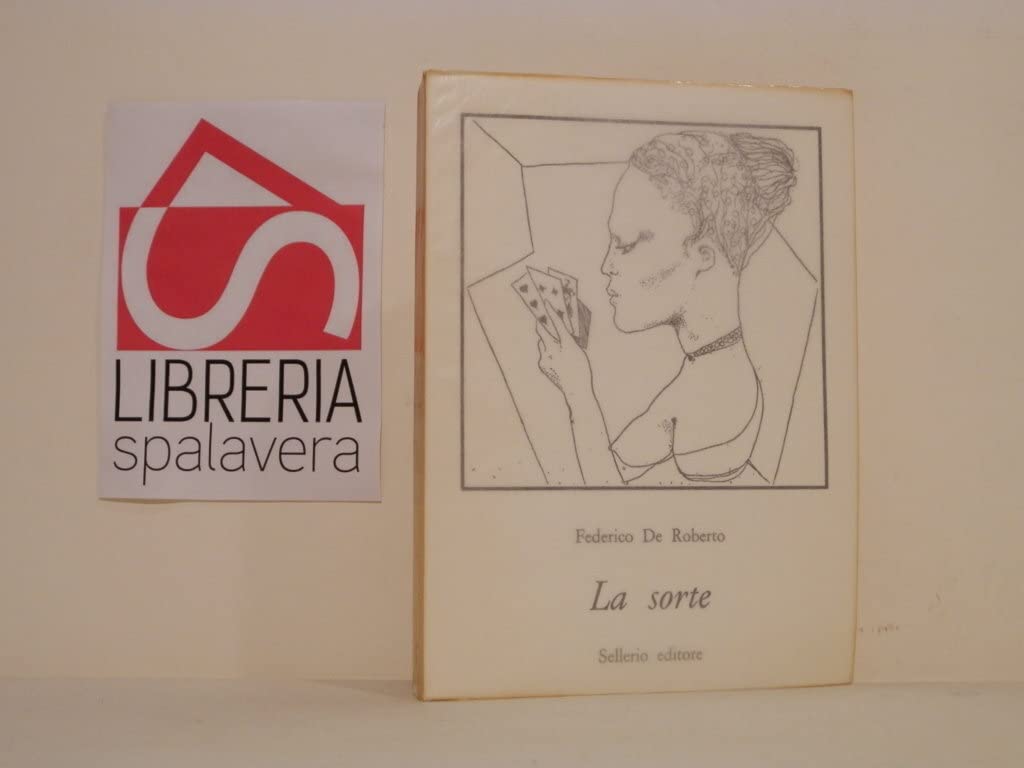 LIBRERIA
spalavera
Federico De Roberto
La sorte
Sellerio editore